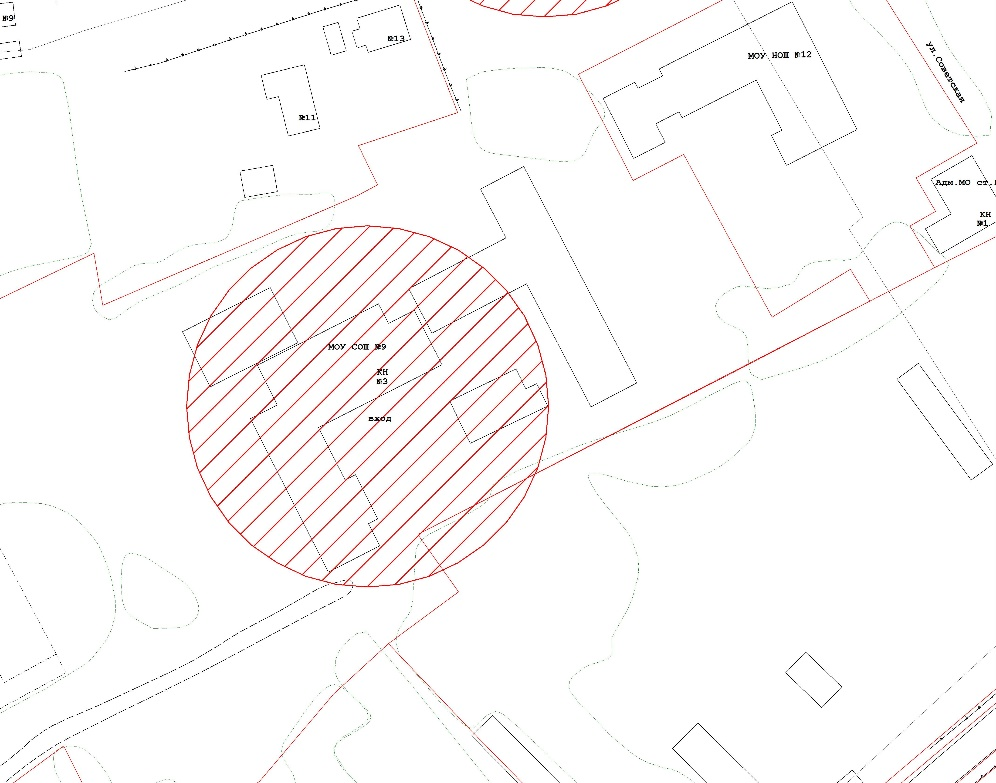 №9
№13
МОУ НОШ №12
ул.Советская
№11
Адм.МО ст.
КН
№1
МОУ СОШ №9
КН
№3
вход